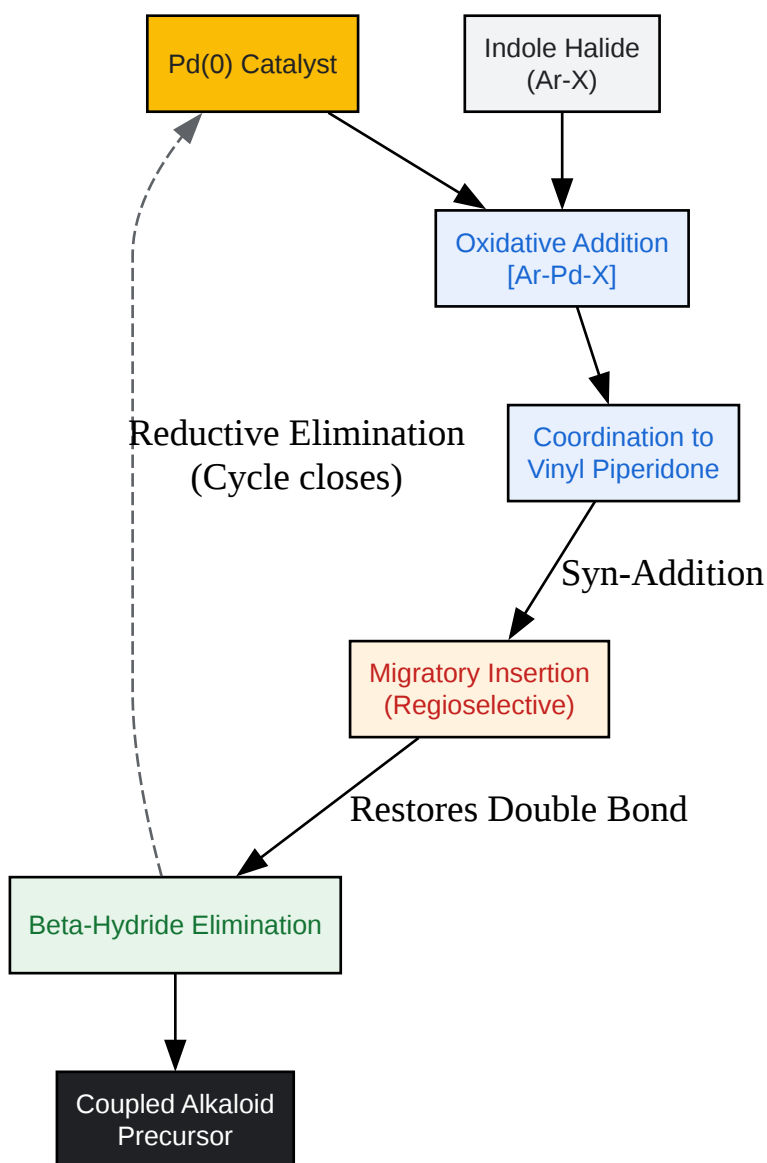 Pd(0) Catalyst
Indole Halide
(Ar-X)
Oxidative Addition
[Ar-Pd-X]
Reductive Elimination
(Cycle closes)
Coordination to
Vinyl Piperidone
Syn-Addition
Migratory Insertion
(Regioselective)
Restores Double Bond
Beta-Hydride Elimination
Coupled Alkaloid
Precursor